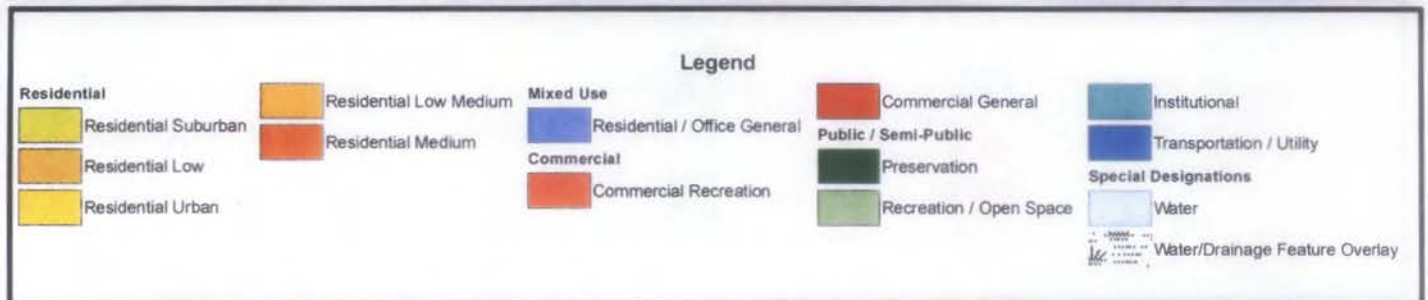 Legend
Residential
Residential Suburban
Residential Low
Residential Urban
Residential Low Medium
Residential Medium
Mixed Use
Residential / Office General
Commercial
Commercial Recreation
Commercial General
Public / Semi-Public
Preservation
Recreation / Open Space
Institutional
Transportation / Utility
Special Designations
Water
Water/Drainage Feature Overlay